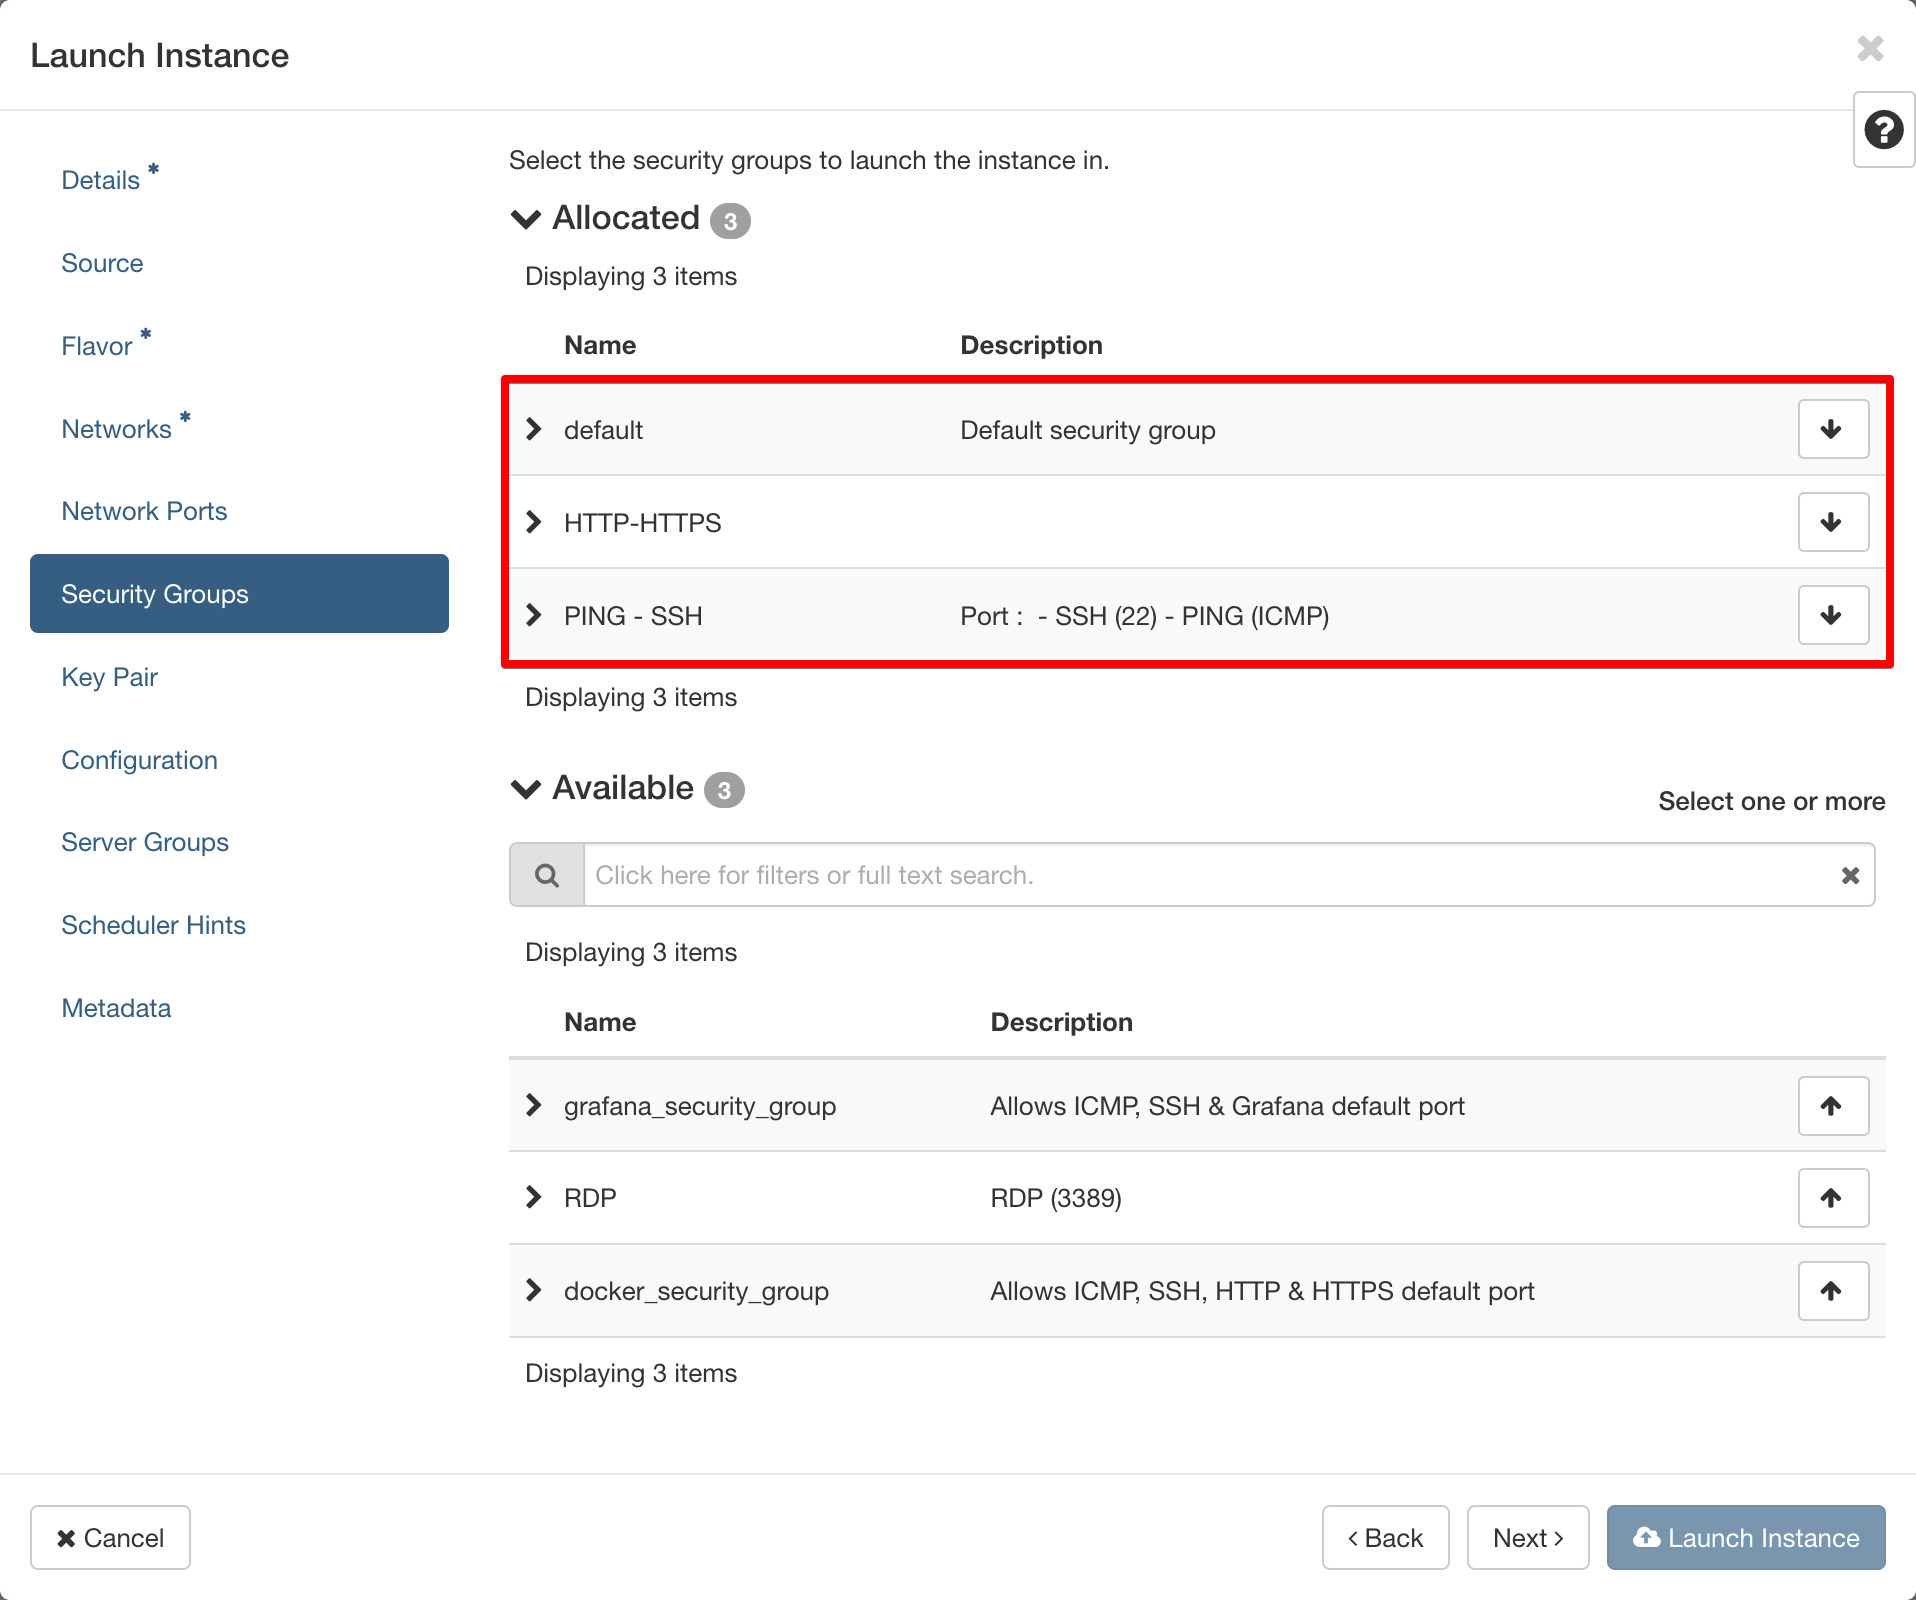 Launch Instance
Details *
Source
Flavor *
Networks *
Network Ports
Security Groups
Key Pair
Configuration
Server Groups
Scheduler Hints
Metadata
Select the security groups to launch the instance in.
Allocated 3
Displaying 3 items
Name Description
default Default security group
HTTP-HTTPS
PING - SSH Port :  - SSH (22) - PING (ICMP)
Displaying 3 items
Available 3
Select one or more
Click here for filters or full text search.
Displaying 3 items
Name Description
grafana_security_group Allows ICMP, SSH & Grafana default port
RDP RDP (3389)
docker_security_group Allows ICMP, SSH, HTTP & HTTPS default port
Displaying 3 items
Cancel
‹ Back
Next ›
Launch Instance